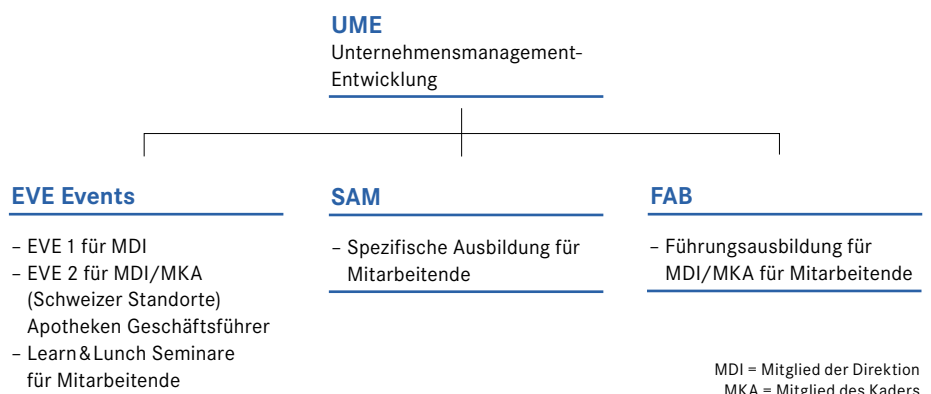 UME
Unternehmensmanagement-
Entwicklung
EVE Events
– EVE 1 für MDI
– EVE 2 für MDI/MKA
(Schweizer Standorte)
Apotheken Geschäftsführer
– Learn & Lunch Seminare
für Mitarbeitende
SAM
– Spezifische Ausbildung für
Mitarbeitende
FAB
– Führungsausbildung für
MDI/MKA für Mitarbeitende
MDI = Mitglied der Direktion
MKA = Mitglied des Kaders